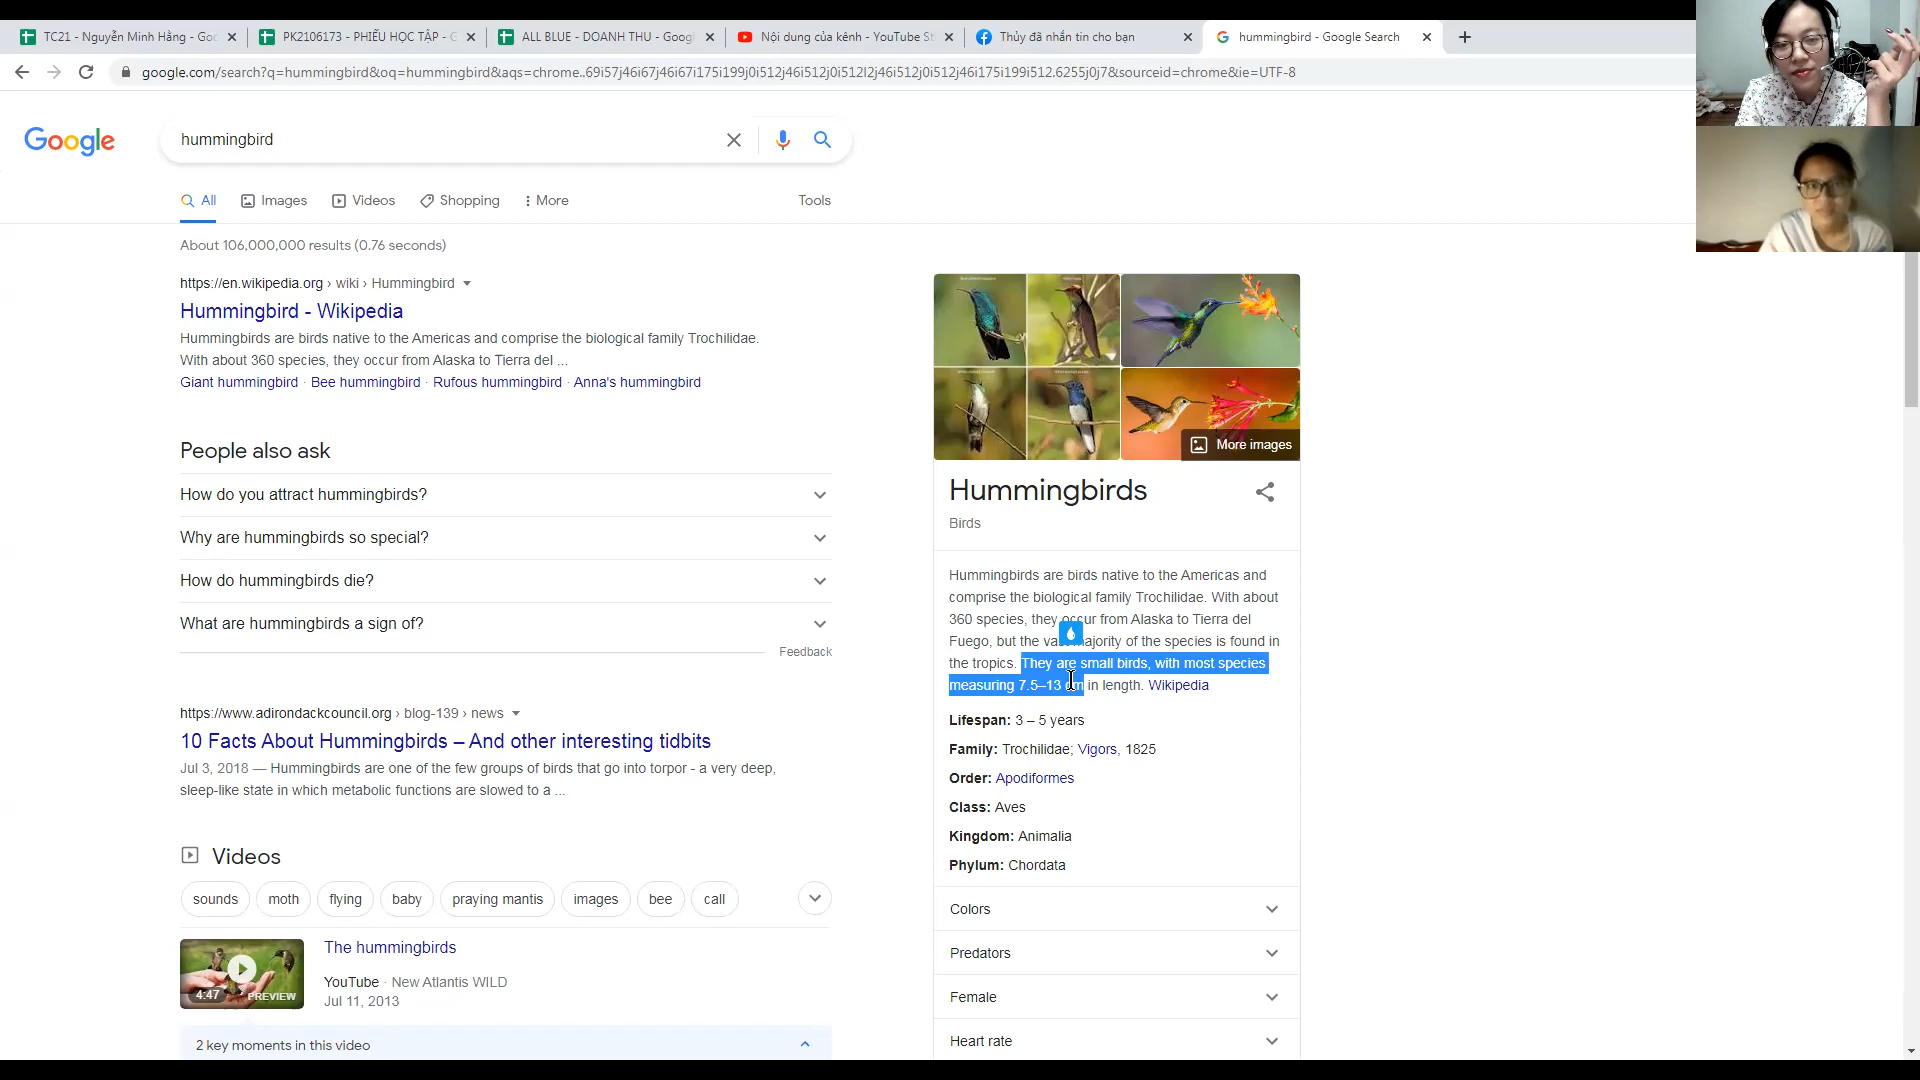 TC21 - Nguyễn Minh Hằng - Goo
PK2106173 - PHIẾU HỌC TẬP - G
ALL BLUE - DOANH THU - Googl
Nội dung của kênh - YouTube St
Thủy đã nhắn tin cho bạn
hummingbird - Google Search
google.com/search?q=hummingbird&oq=hummingbird&aqs=chrome..69i57j46i67j46i67i175i199j0i512j46i512j0i512l2j46i512j0i512j46i175i199i512.6255j0j7&sourceid=chrome&ie=UTF-8
Google
hummingbird
All
Images
Videos
Shopping
More
Tools
About 106,000,000 results (0.76 seconds)
https://en.wikipedia.org › wiki › Hummingbird
Hummingbird - Wikipedia
Hummingbirds are birds native to the Americas and comprise the biological family Trochilidae.
With about 360 species, they occur from Alaska to Tierra del ...
Giant hummingbird · Bee hummingbird · Rufous hummingbird · Anna's hummingbird
People also ask
How do you attract hummingbirds?
Why are hummingbirds so special?
How do hummingbirds die?
What are hummingbirds a sign of?
Feedback
https://www.adirondackcouncil.org › blog-139 › news
10 Facts About Hummingbirds – And other interesting tidbits
Jul 3, 2018 — Hummingbirds are one of the few groups of birds that go into torpor - a very deep,
sleep-like state in which metabolic functions are slowed to a ...
Videos
sounds
moth
flying
baby
praying mantis
images
bee
call
4:47
PREVIEW
The hummingbirds
YouTube · New Atlantis WILD
Jul 11, 2013
2 key moments in this video
More images
Hummingbirds
Birds
Hummingbirds are birds native to the Americas and
comprise the biological family Trochilidae. With about
360 species, they occur from Alaska to Tierra del
Fuego, but the vast majority of the species is found in
the tropics. They are small birds, with most species
measuring 7.5–13 cm in length. Wikipedia
Lifespan: 3 – 5 years
Family: Trochilidae; Vigors, 1825
Order: Apodiformes
Class: Aves
Kingdom: Animalia
Phylum: Chordata
Colors
Predators
Female
Heart rate